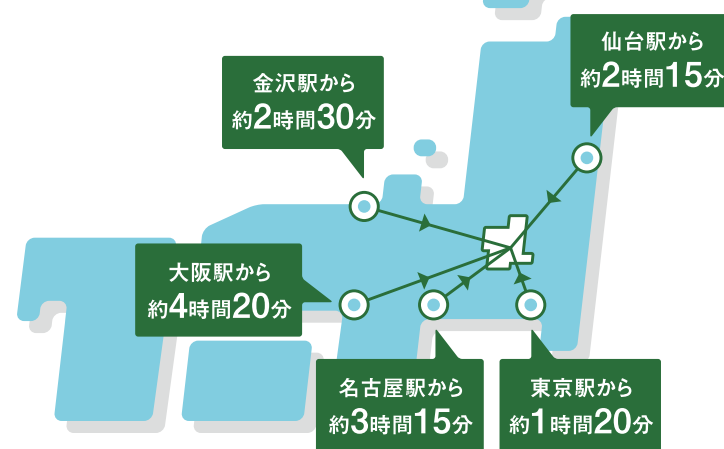 仙台駅から
約2時間15分
金沢駅から
約2時間30分
大阪駅から
約4時間20分
名古屋駅から
約3時間15分
東京駅から
約1時間20分